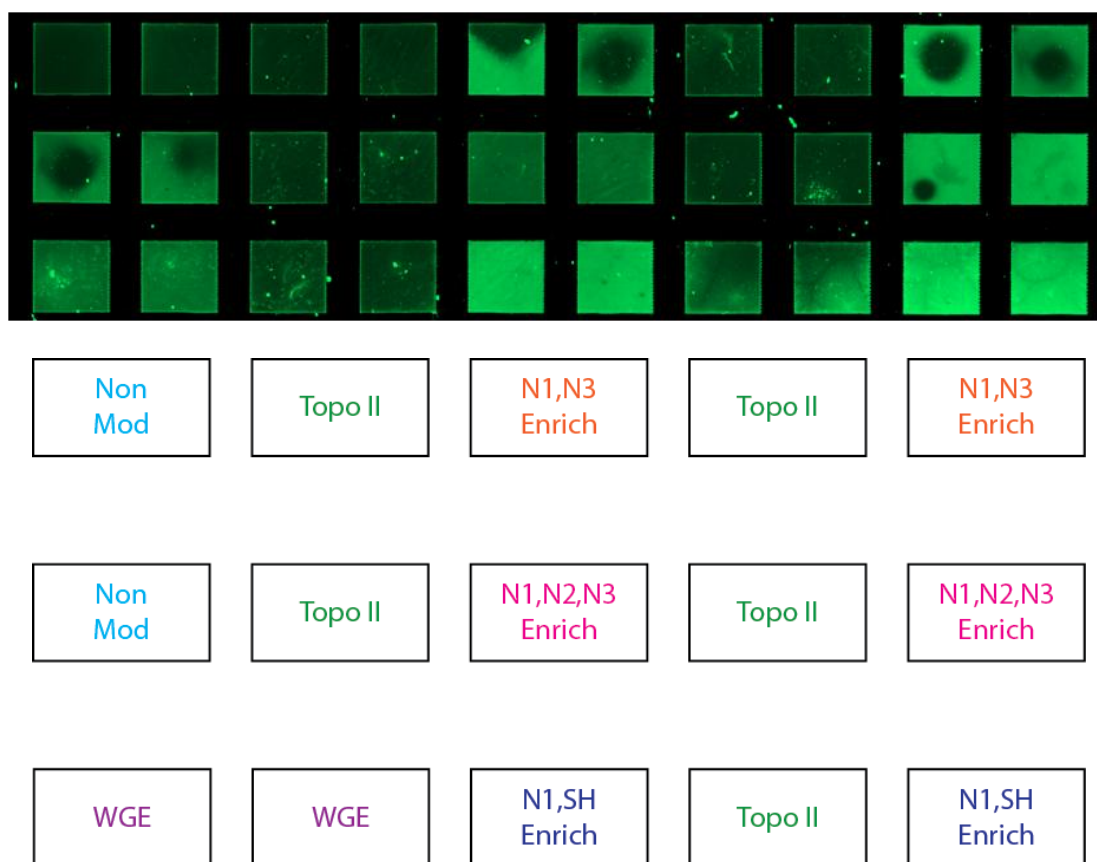 Non
Mod
Topo II
N1,N3
Enrich
Topo II
N1,N3
Enrich
Non
Mod
Topo II
N1,N2,N3
Enrich
Topo II
N1,N2,N3
Enrich
WGE
WGE
N1,SH
Enrich
Topo II
N1,SH
Enrich